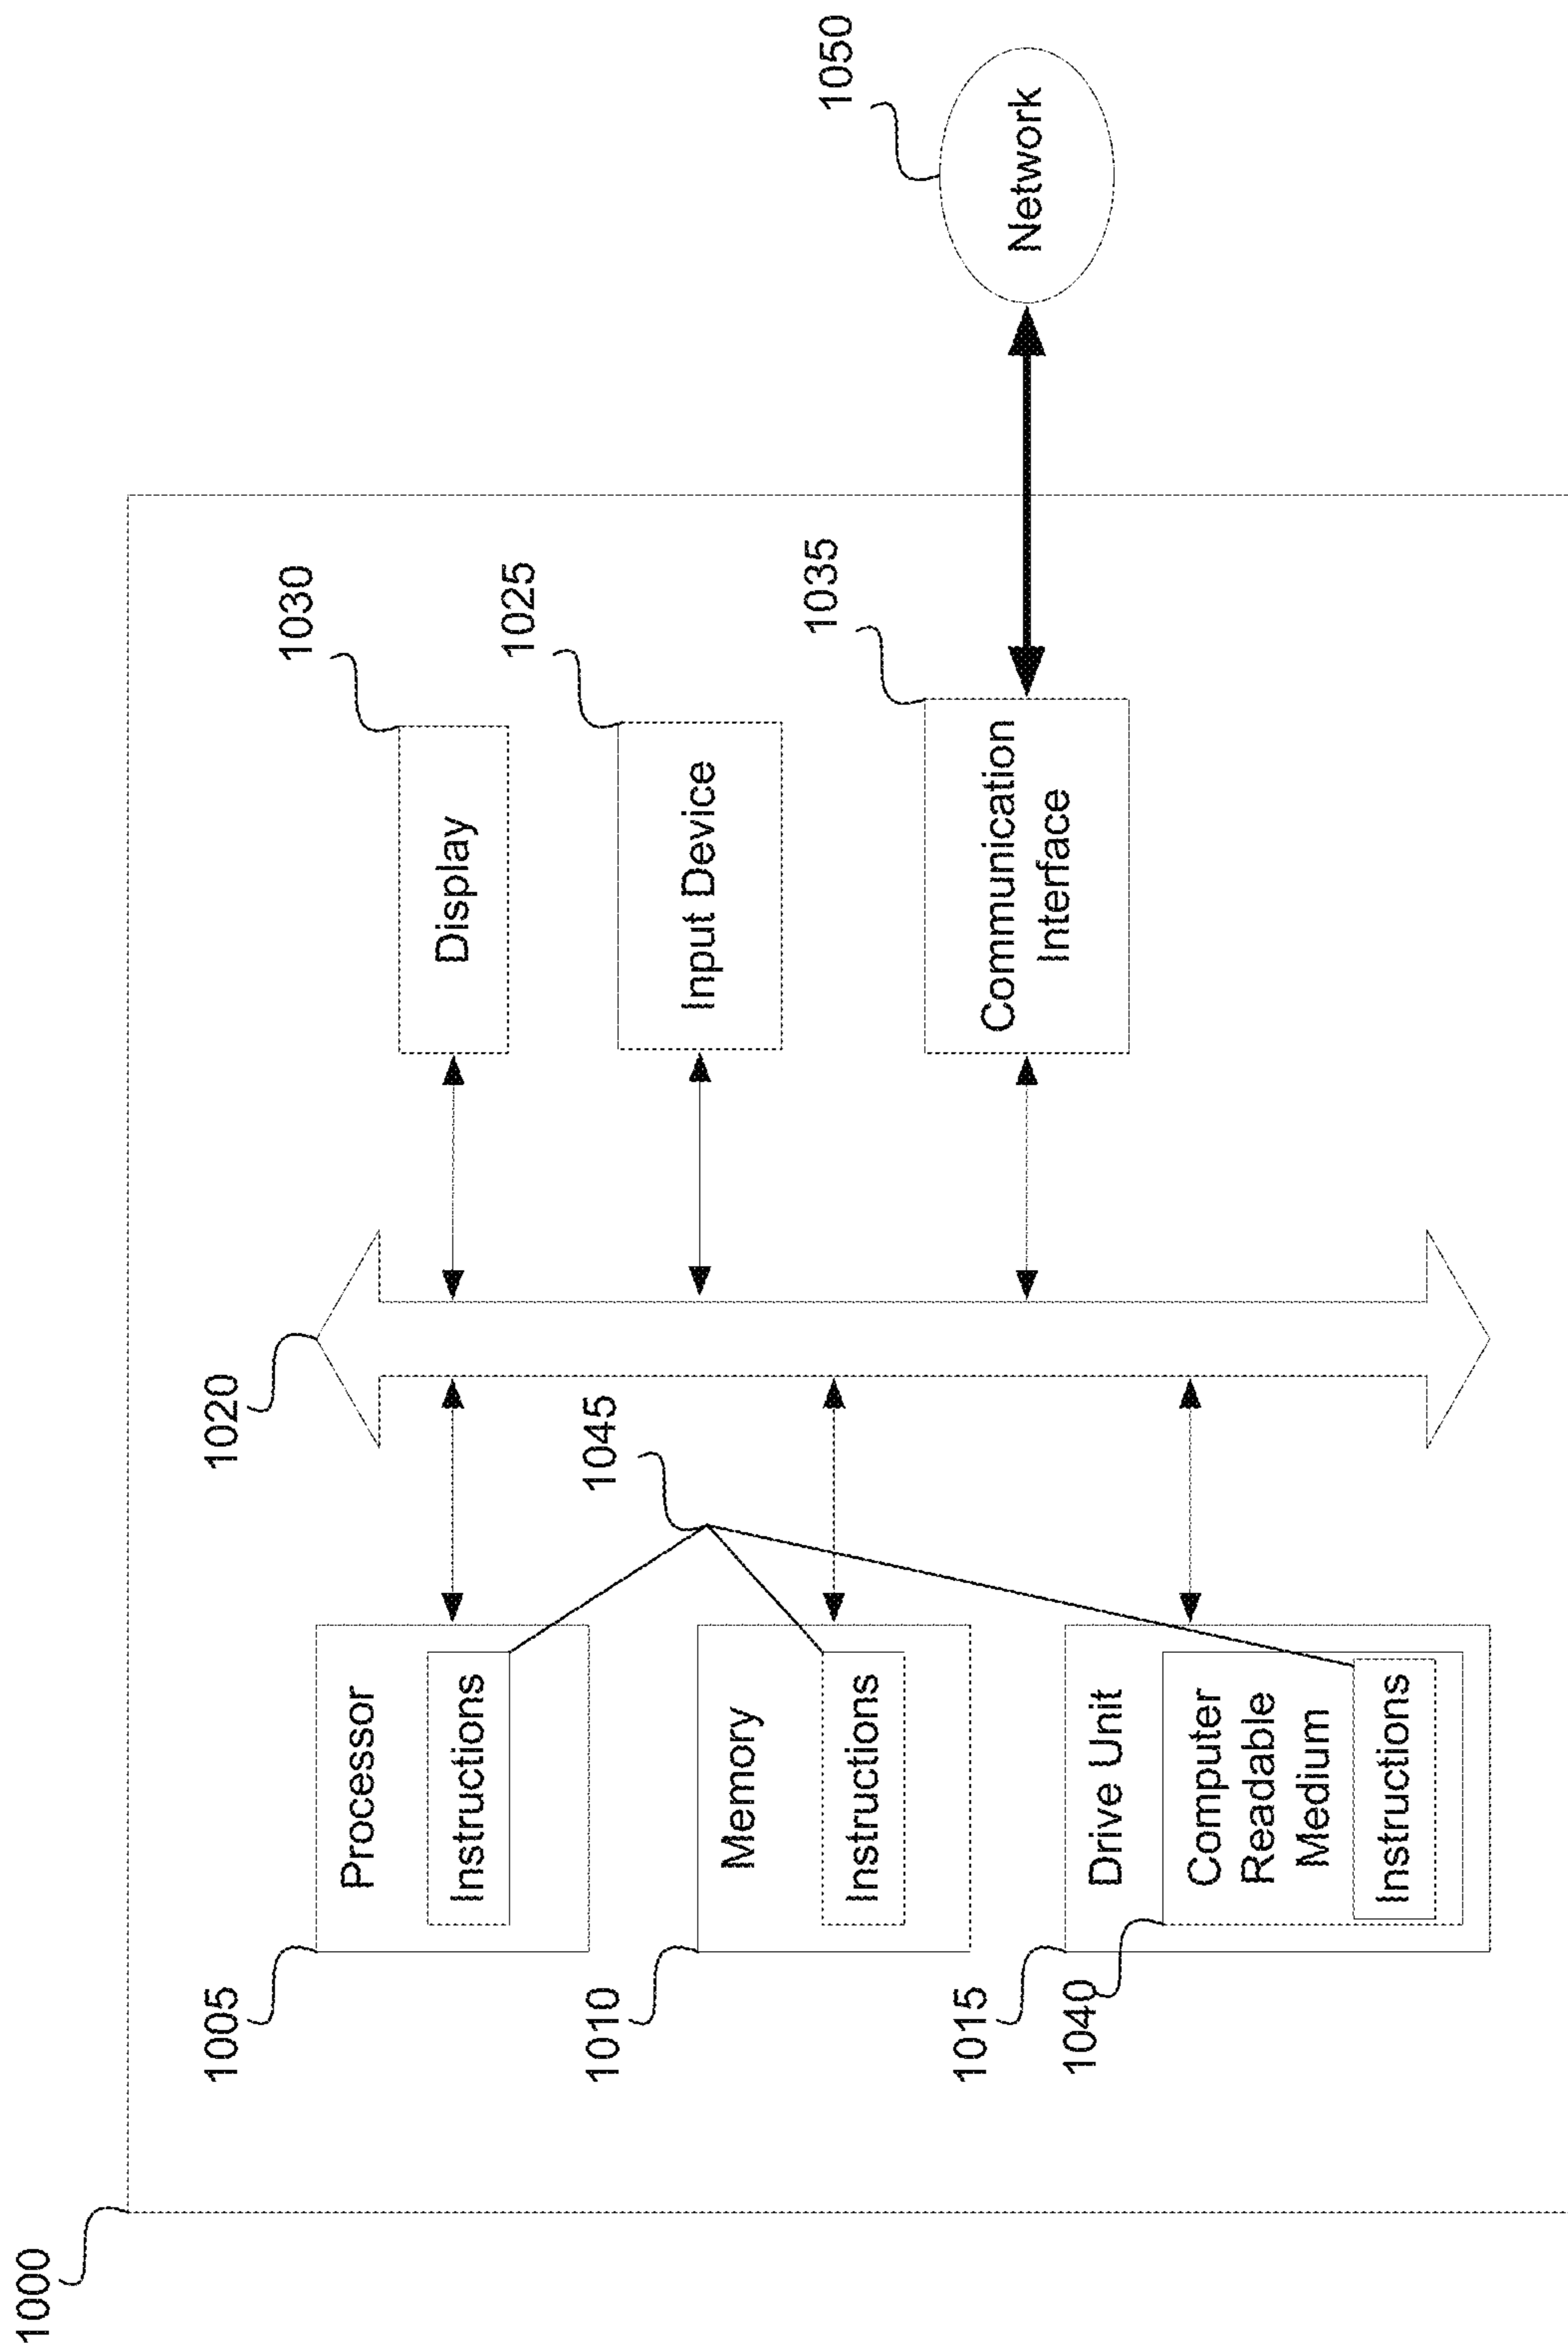 1000
1005
Processor
Instructions
1020
1030
Display
1010
Memory
Instructions
1045
1025
Input Device
1015
Drive Unit
1040
Computer
Readable
Medium
Instructions
1035
Communication
Interface
1050
Network